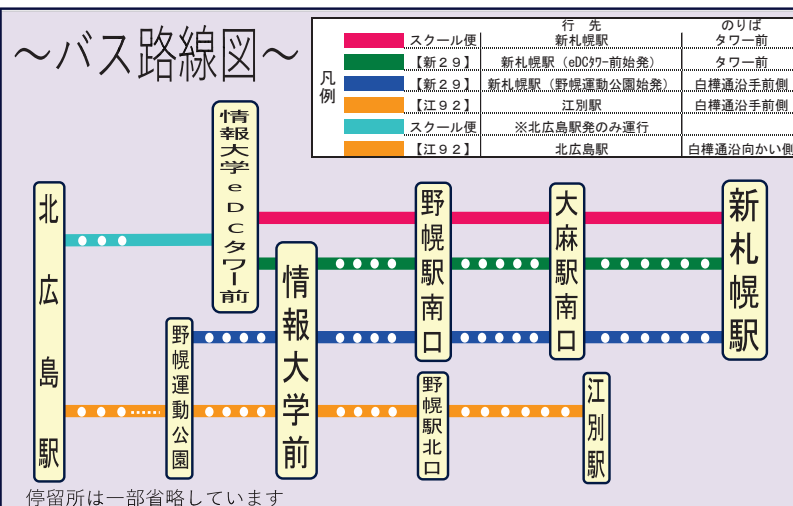 ～バス路線図～
凡例
行 先 のりば
スクール便 新札幌駅 タワー前
【新２９】 新札幌駅（eDCﾀﾜｰ前始発） タワー前
【新２９】 新札幌駅（野幌運動公園始発） 白樺通沿手前側
【江９２】 江別駅 白樺通沿手前側
スクール便 ※北広島駅発のみ運行
【江９２】 北広島駅 白樺通沿向かい側
北広島駅
情報大学eDCタワー前
野幌運動公園
情報大学前
野幌駅南口
野幌駅北口
大麻駅南口
江別駅
新札幌駅
停留所は一部省略しています